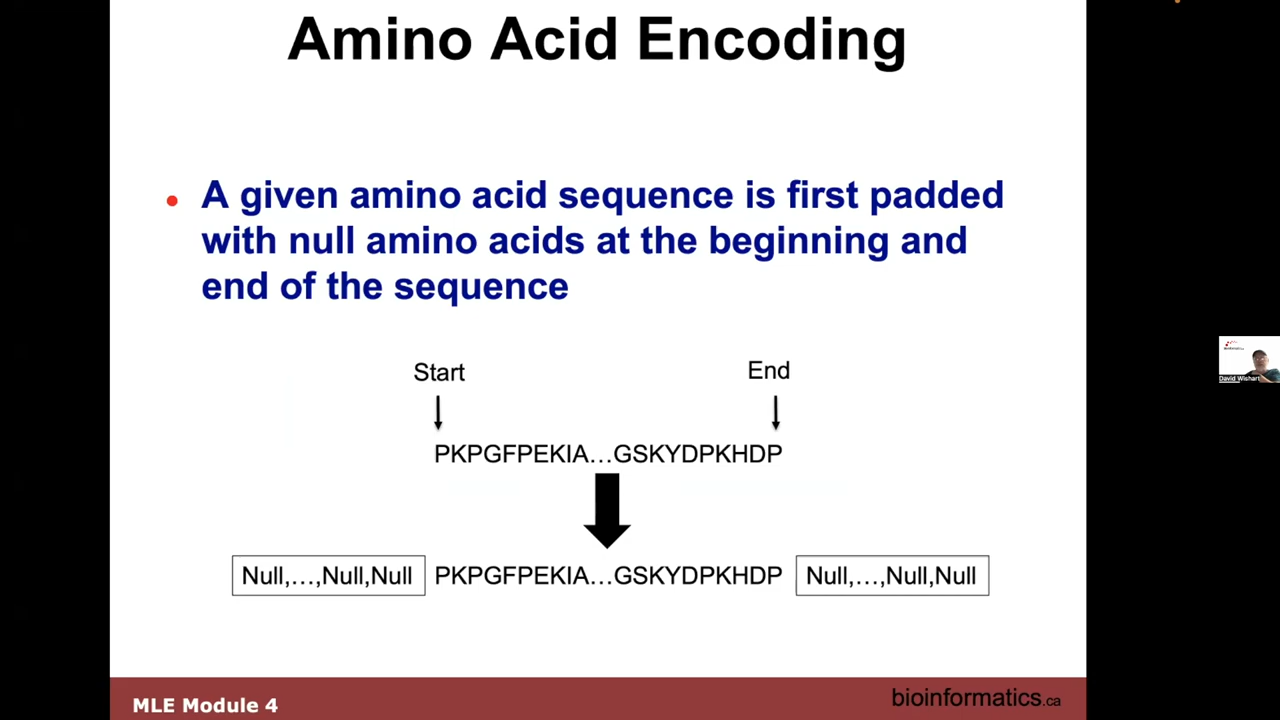 Amino Acid Encoding
A given amino acid sequence is first padded
with null amino acids at the beginning and
end of the sequence
Start
End
PKPGFPEKIA...GSKYDPKHDP
Null,...,Null,Null PKPGFPEKIA...GSKYDPKHDP Null,...,Null,Null
David Wishart
MLE Module 4
bioinformatics.ca